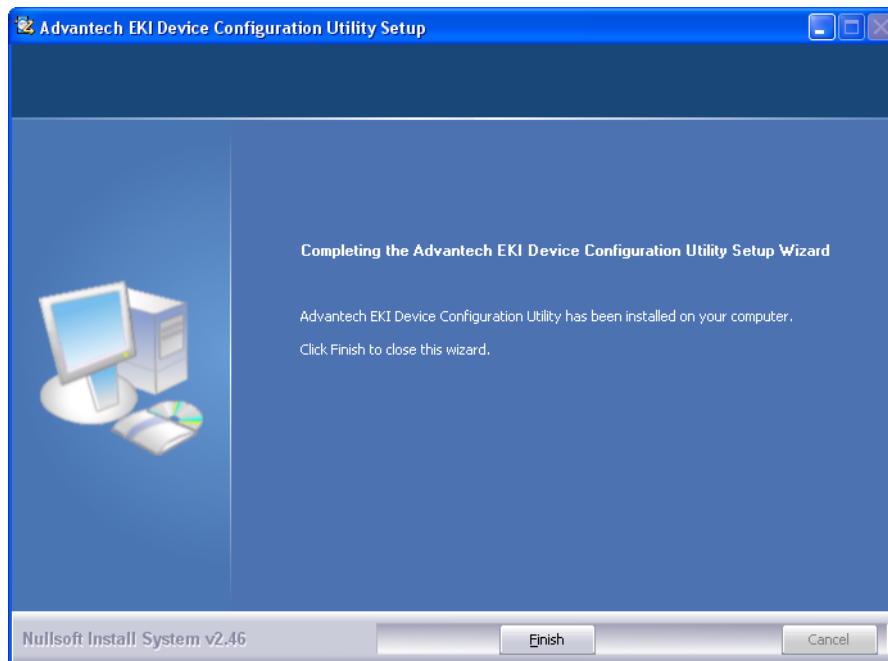 Advantech EKI Device Configuration Utility Setup
Completing the Advantech EKI Device Configuration Utility Setup Wizard
Advantech EKI Device Configuration Utility has been installed on your computer.
Click Finish to close this wizard.
Nullsoft Install System v2.46
Finish
Cancel